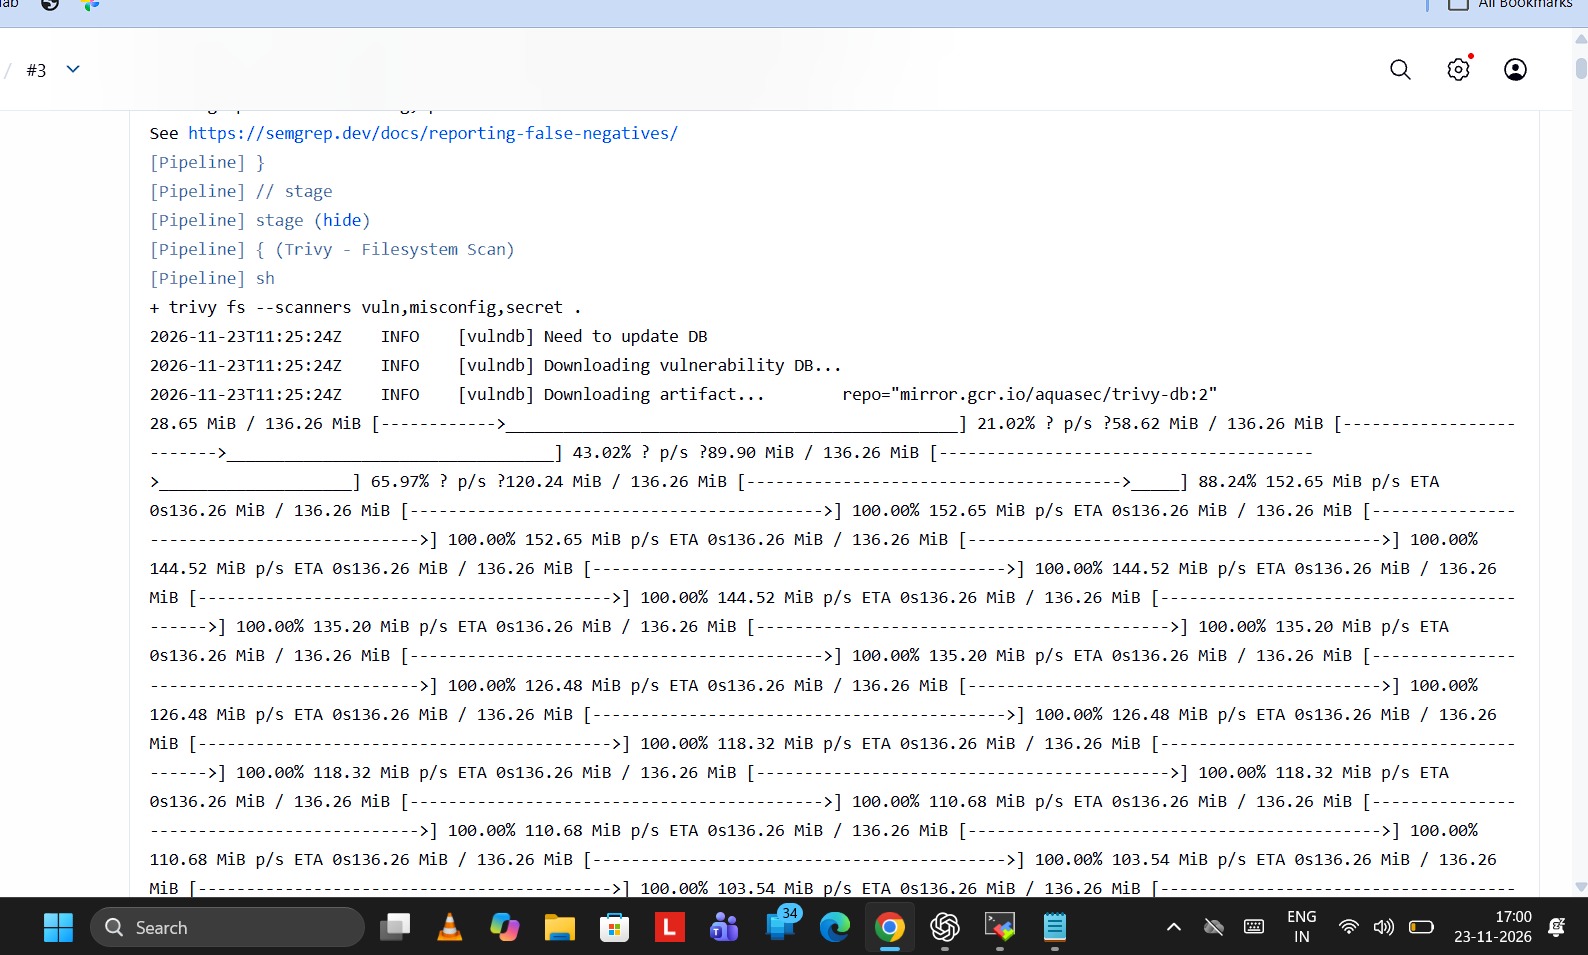 All Bookmarks
/ #3
See https://semgrep.dev/docs/reporting-false-negatives/
[Pipeline] }
[Pipeline] // stage
[Pipeline] stage (hide)
[Pipeline] { (Trivy - Filesystem Scan)
[Pipeline] sh
+ trivy fs --scanners vuln,misconfig,secret .
2026-11-23T11:25:24Z    INFO    [vulndb] Need to update DB
2026-11-23T11:25:24Z    INFO    [vulndb] Downloading vulnerability DB...
2026-11-23T11:25:24Z    INFO    [vulndb] Downloading artifact...        repo="mirror.gcr.io/aquasec/trivy-db:2"
28.65 MiB / 136.26 MiB [------------>_______________________________________________] 21.02% ? p/s ?58.62 MiB / 136.26 MiB [------------------
------->__________________________________] 43.02% ? p/s ?89.90 MiB / 136.26 MiB [---------------------------------------
>____________________] 65.97% ? p/s ?120.24 MiB / 136.26 MiB [--------------------------------------->_____] 88.24% 152.65 MiB p/s ETA
0s136.26 MiB / 136.26 MiB [------------------------------------------->] 100.00% 152.65 MiB p/s ETA 0s136.26 MiB / 136.26 MiB [---------------
---------------------------->] 100.00% 152.65 MiB p/s ETA 0s136.26 MiB / 136.26 MiB [------------------------------------------->] 100.00%
144.52 MiB p/s ETA 0s136.26 MiB / 136.26 MiB [------------------------------------------->] 100.00% 144.52 MiB p/s ETA 0s136.26 MiB / 136.26
MiB [------------------------------------------->] 100.00% 144.52 MiB p/s ETA 0s136.26 MiB / 136.26 MiB [-------------------------------------
------>] 100.00% 135.20 MiB p/s ETA 0s136.26 MiB / 136.26 MiB [------------------------------------------->] 100.00% 135.20 MiB p/s ETA
0s136.26 MiB / 136.26 MiB [------------------------------------------->] 100.00% 135.20 MiB p/s ETA 0s136.26 MiB / 136.26 MiB [---------------
---------------------------->] 100.00% 126.48 MiB p/s ETA 0s136.26 MiB / 136.26 MiB [------------------------------------------->] 100.00%
126.48 MiB p/s ETA 0s136.26 MiB / 136.26 MiB [------------------------------------------->] 100.00% 126.48 MiB p/s ETA 0s136.26 MiB / 136.26
MiB [------------------------------------------->] 100.00% 118.32 MiB p/s ETA 0s136.26 MiB / 136.26 MiB [-------------------------------------
------>] 100.00% 118.32 MiB p/s ETA 0s136.26 MiB / 136.26 MiB [------------------------------------------->] 100.00% 118.32 MiB p/s ETA
0s136.26 MiB / 136.26 MiB [------------------------------------------->] 100.00% 110.68 MiB p/s ETA 0s136.26 MiB / 136.26 MiB [---------------
---------------------------->] 100.00% 110.68 MiB p/s ETA 0s136.26 MiB / 136.26 MiB [------------------------------------------->] 100.00%
110.68 MiB p/s ETA 0s136.26 MiB / 136.26 MiB [------------------------------------------->] 100.00% 103.54 MiB p/s ETA 0s136.26 MiB / 136.26
MiB [------------------------------------------->] 100.00% 103.54 MiB p/s ETA 0s136.26 MiB / 136.26 MiB [-------------------------------------
Search
L
34
ENG
IN
17:00
23-11-2026